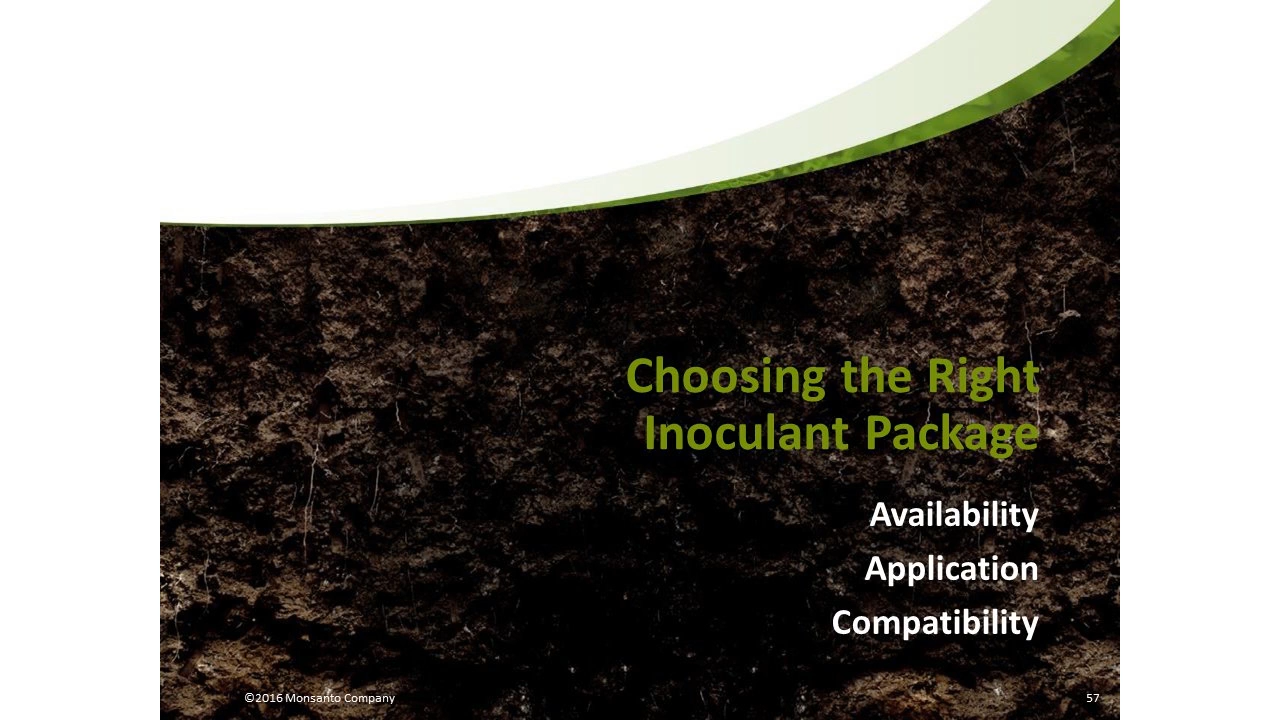 Choosing the Right
Inoculant Package
Availability
Application
Compatibility
©2016 Monsanto Company
57